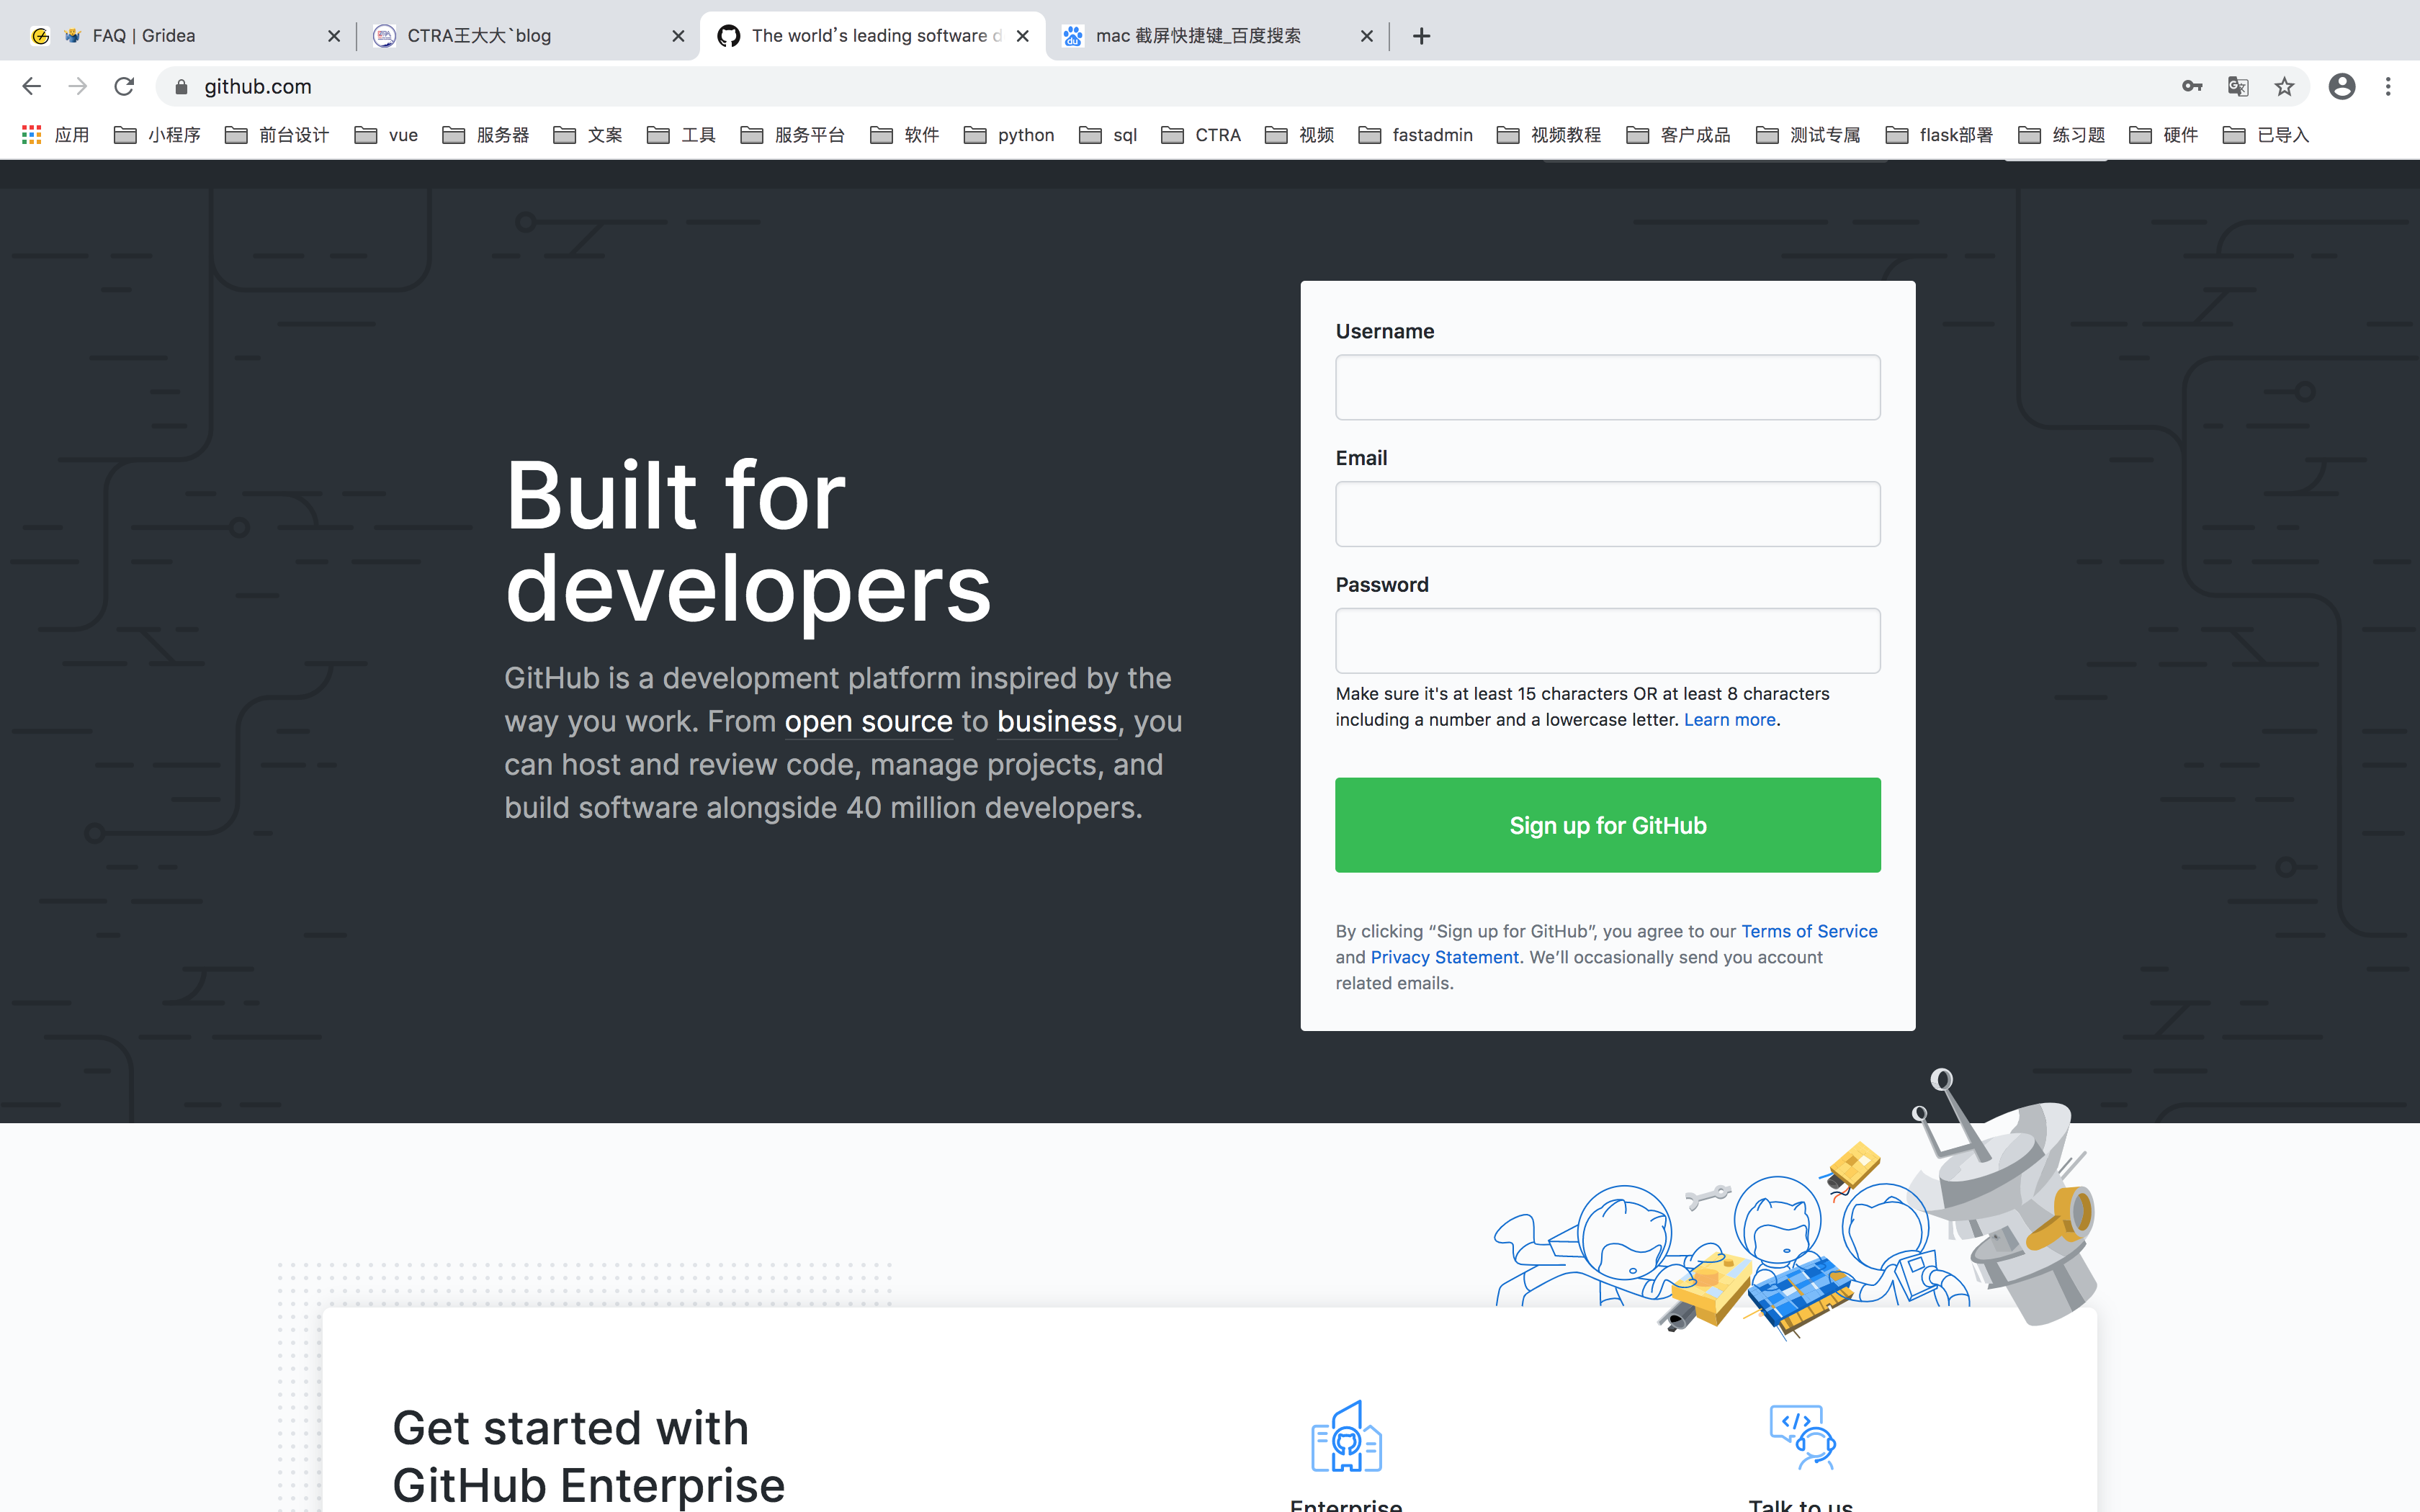 FAQ | Gridea
CTRA王大大`blog
The world's leading software d
mac 截屏快捷键_百度搜索
github.com
应用 小程序 前台设计 vue 服务器 文案 工具 服务平台 软件 python sql CTRA 视频 fastadmin 视频教程 客户成品 测试专属 flask部署 练习题 硬件 已导入
Built for
developers
GitHub is a development platform inspired by the
way you work. From open source to business, you
can host and review code, manage projects, and
build software alongside 40 million developers.
Username
Email
Password
Make sure it's at least 15 characters OR at least 8 characters
including a number and a lowercase letter. Learn more.
Sign up for GitHub
By clicking “Sign up for GitHub”, you agree to our Terms of Service
and Privacy Statement. We’ll occasionally send you account
related emails.
Get started with
GitHub Enterprise
Enterprise
Talk to us